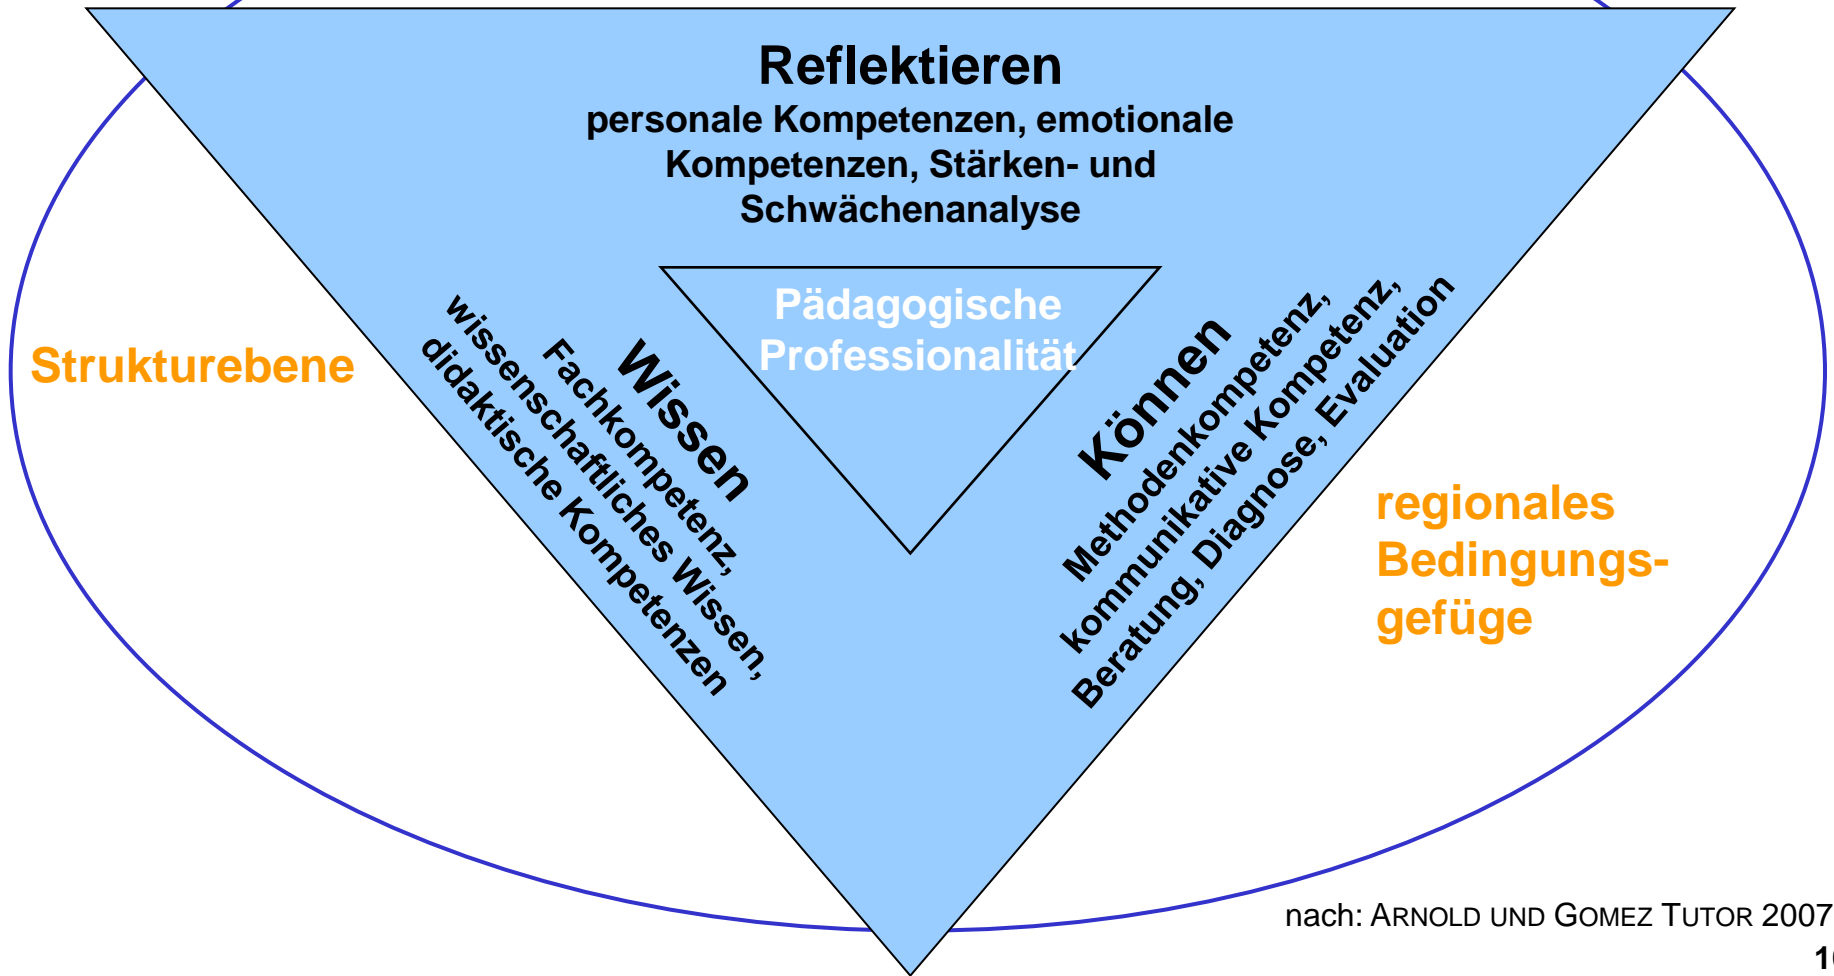 Reflektieren
personale Kompetenzen, emotionale
Kompetenzen, Stärken- und
Schwächenanalyse
Pädagogische
Professionalität
Strukturebene
Wissen
Fachkompetenz,
wissenschaftliches Wissen,
didaktische Kompetenzen
Können
Methodenkompetenz,
kommunikative Kompetenz,
Beratung, Diagnose, Evaluation
regionales
Bedingungs-
gefüge
nach: ARNOLD UND GOMEZ TUTOR 2007